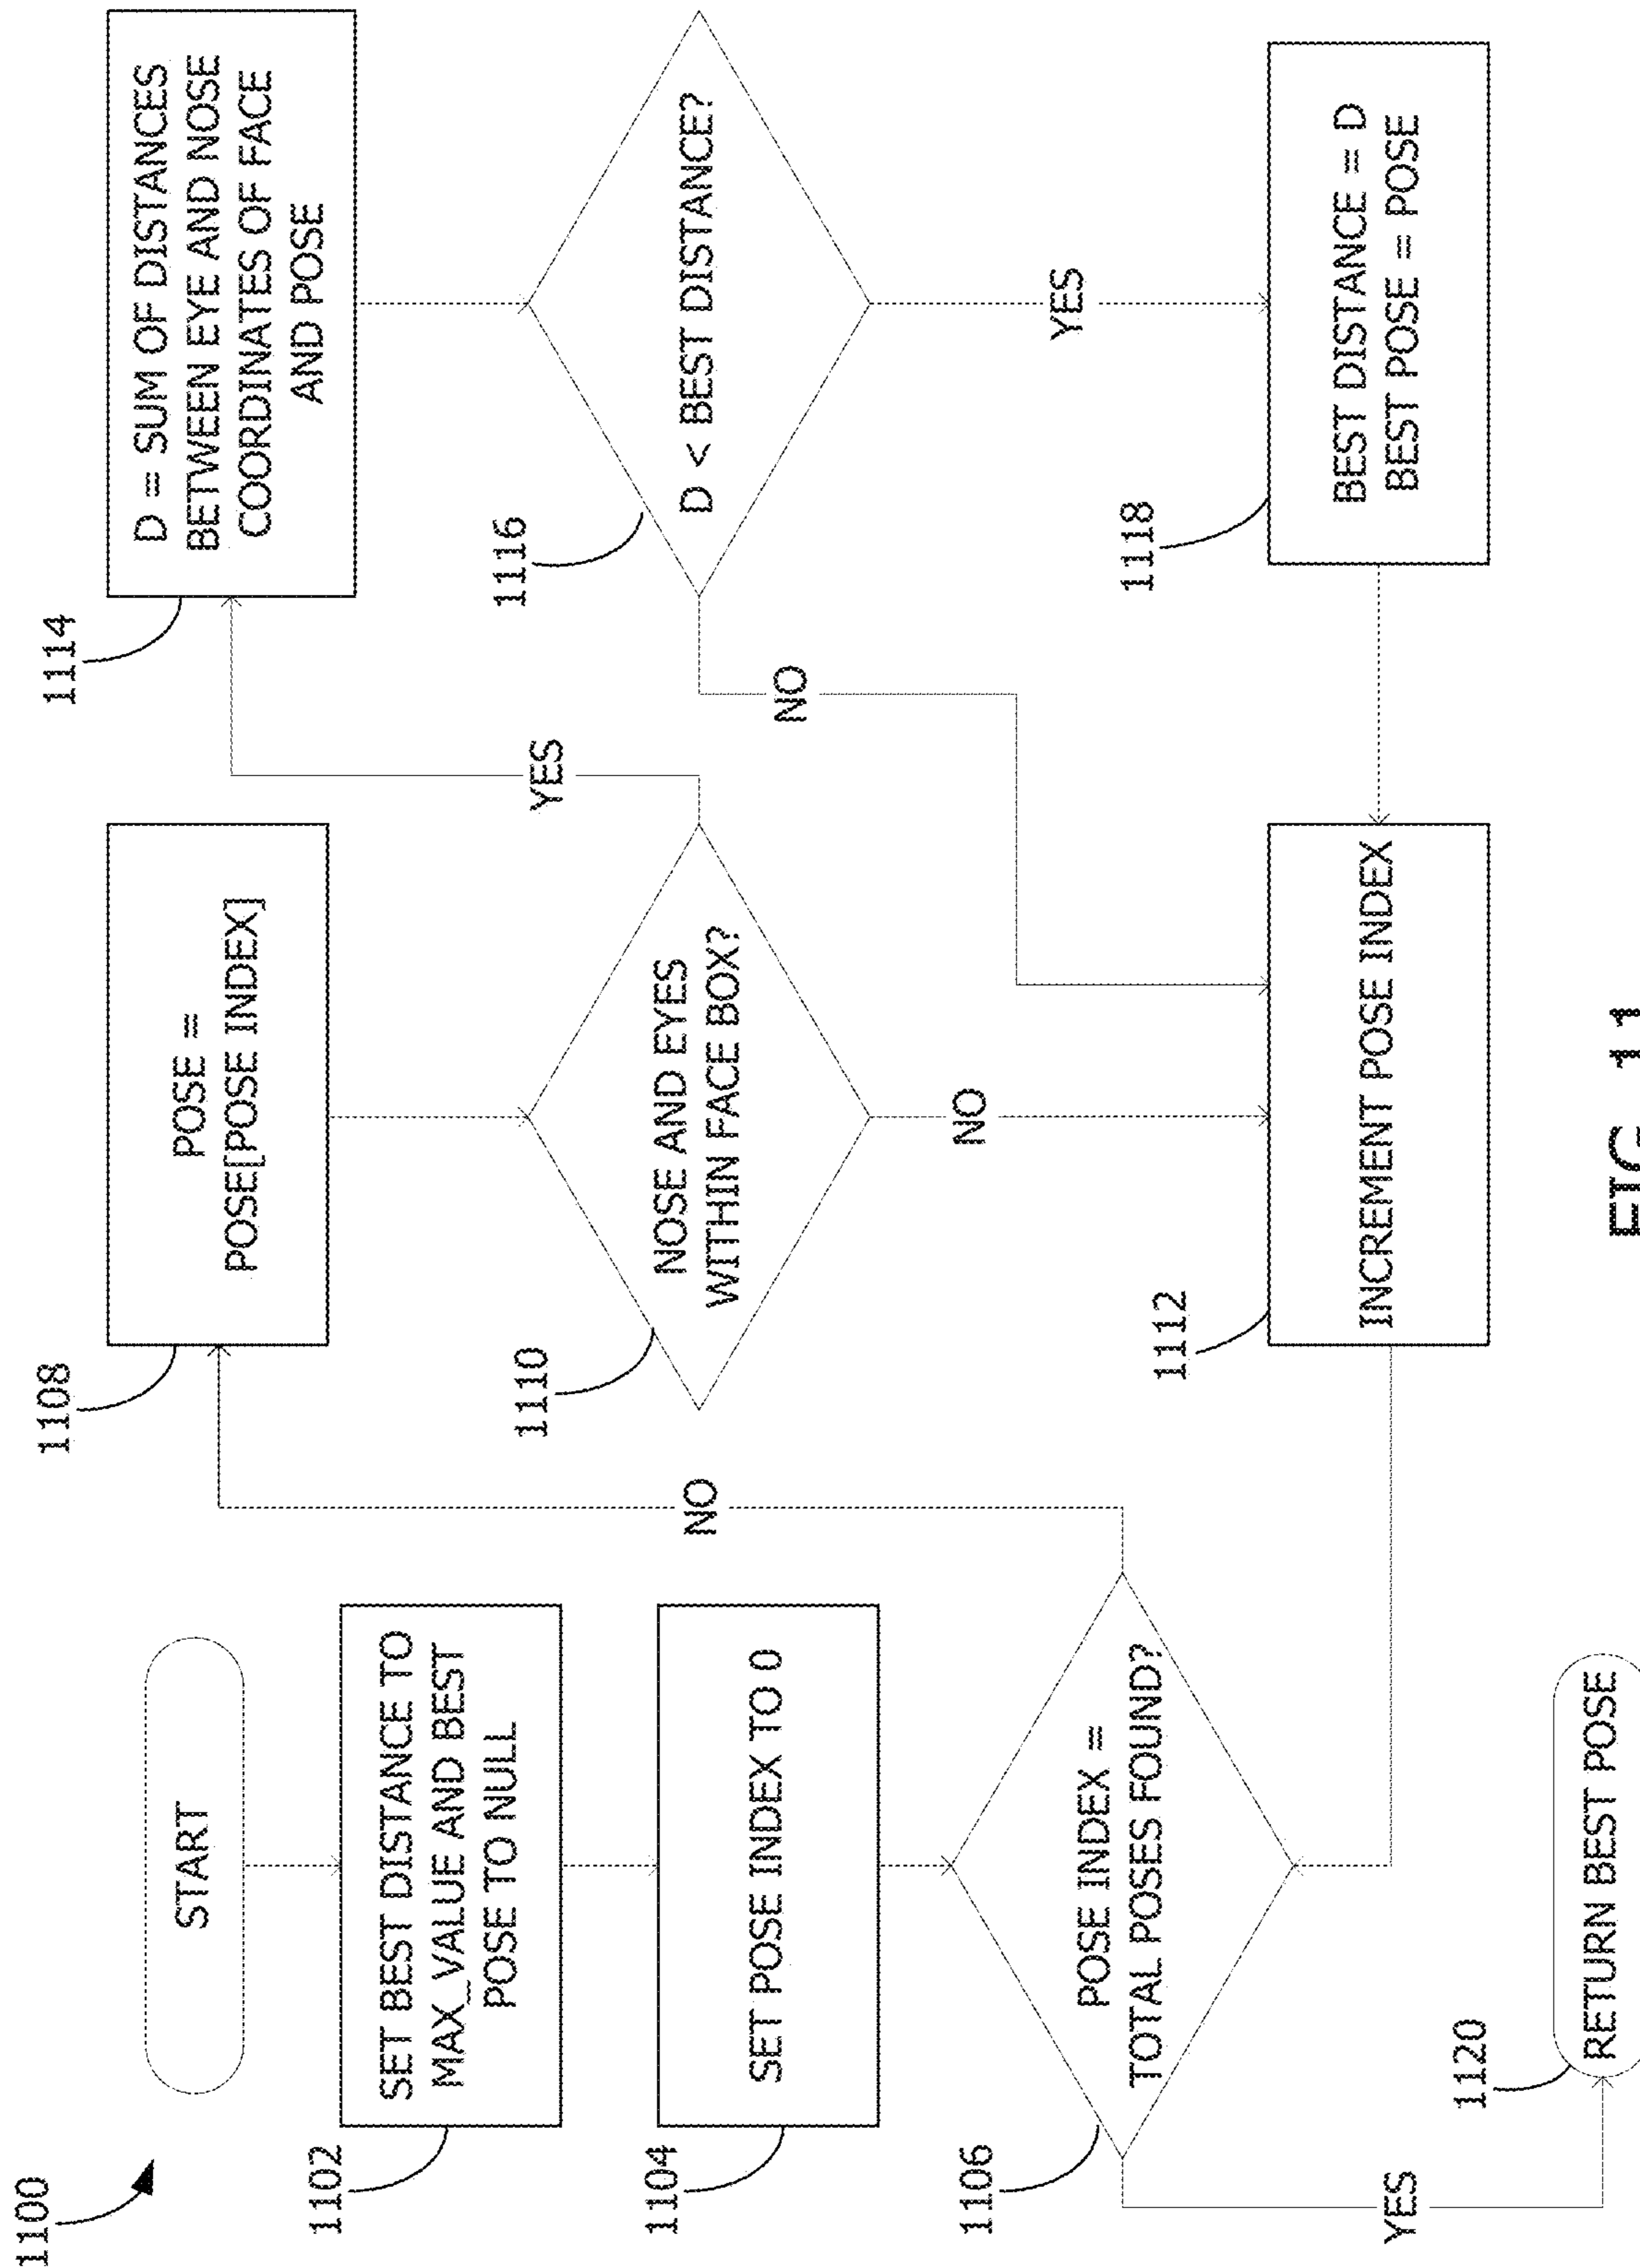 1100
START
1102
SET BEST DISTANCE TO
MAX_VALUE AND BEST
POSE TO NULL
1104
SET POSE INDEX TO 0
1106
POSE INDEX =
TOTAL POSES FOUND?
YES
NO
1120
RETURN BEST POSE
1108
POSE =
POSE[POSE INDEX]
1110
NOSE AND EYES
WITHIN FACE BOX?
YES
NO
1112
INCREMENT POSE INDEX
1114
D = SUM OF DISTANCES
BETWEEN EYE AND NOSE
COORDINATES OF FACE
AND POSE
1116
D < BEST DISTANCE?
NO
YES
1118
BEST DISTANCE = D
BEST POSE = POSE
FIG. 11